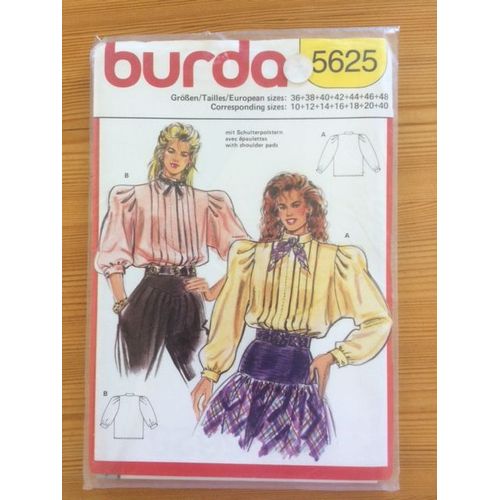 burda
5625
Größen/Tailles/European sizes: 36+38+40+42+44+46+48
Corresponding sizes: 10+12+14+16+18+20+40
mit Schulterpolstern
avec épaulettes
with shoulder pads
A
B
A
B